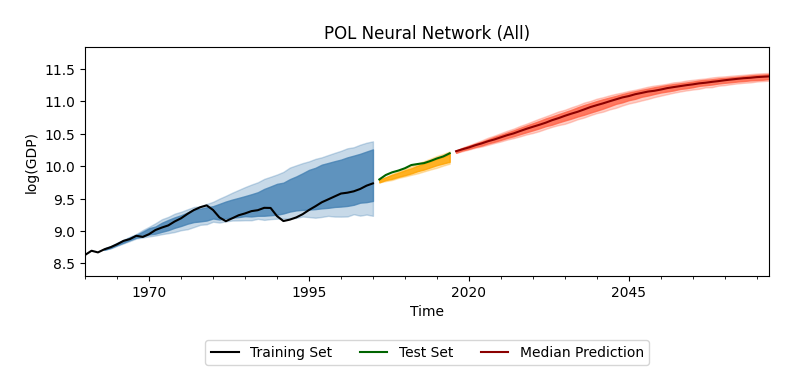 POL Neural Network (All)
log(GDP)
11.5
11.0
10.5
10.0
9.5
9.0
8.5
1970 1995 2020 2045
Time
Training Set Test Set Median Prediction